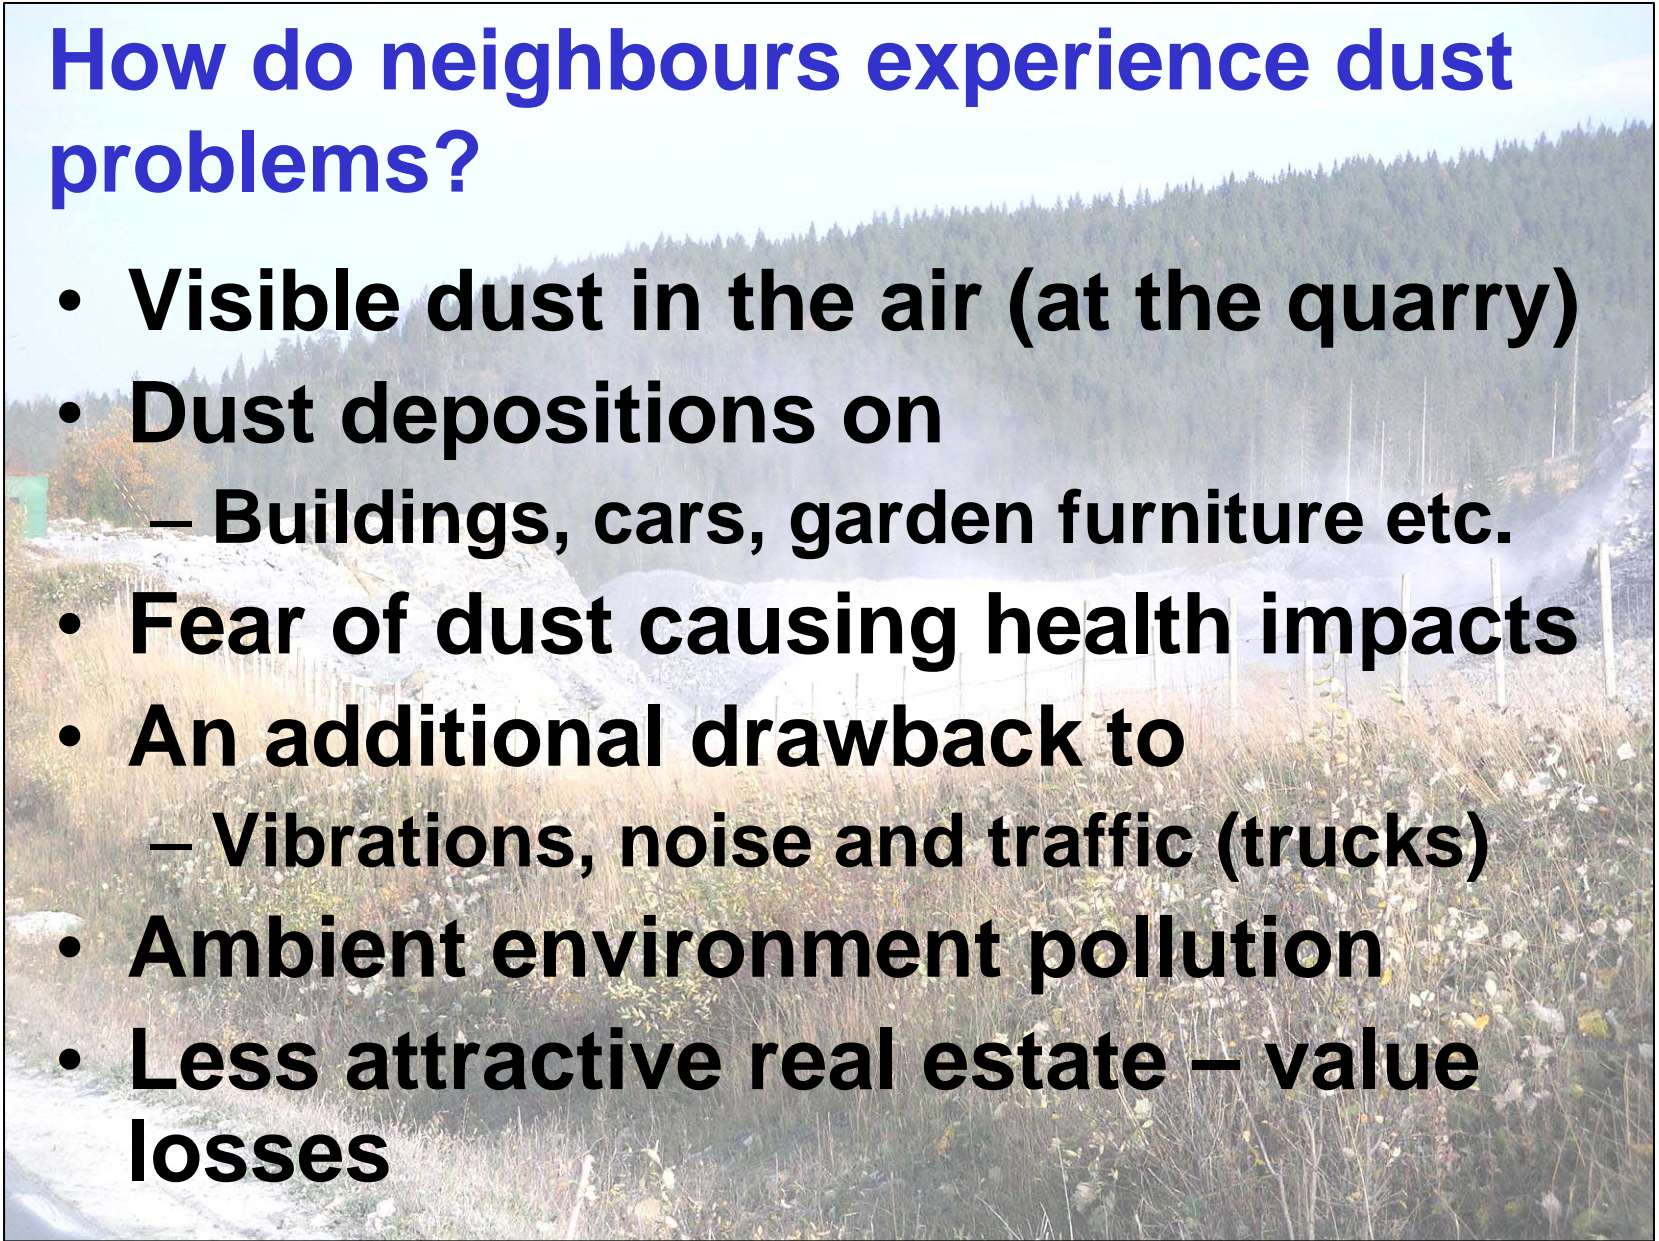 How do neighbours experience dust
problems?
• Visible dust in the air (at the quarry)
• Dust depositions on
– Buildings, cars, garden furniture etc.
• Fear of dust causing health impacts
• An additional drawback to
– Vibrations, noise and traffic (trucks)
• Ambient environment pollution
• Less attractive real estate – value
losses